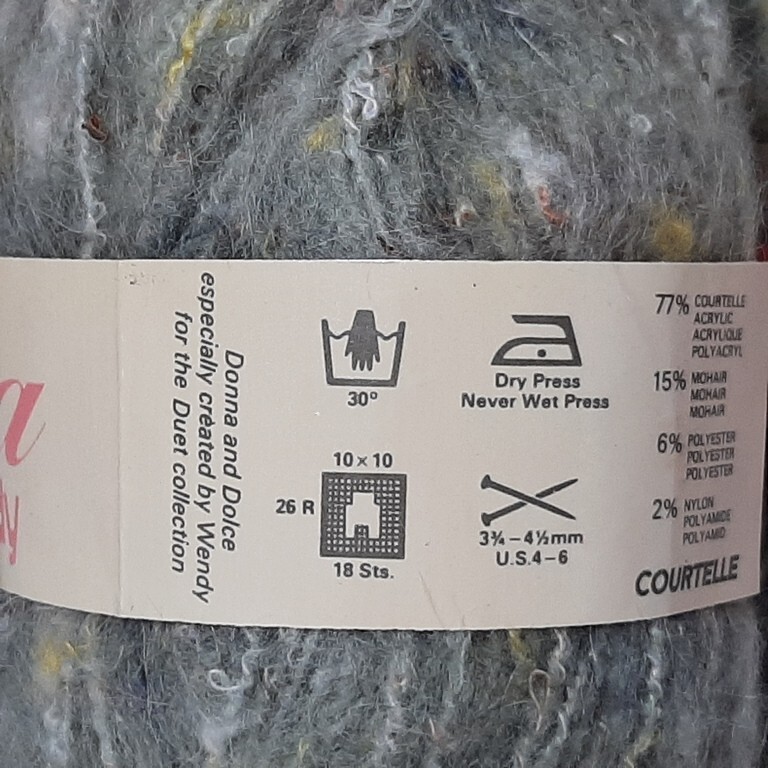 a
dy
Donna and Dolce
especially created by Wendy
for the Duet collection
30°
10 x 10
26 R
18 Sts.
Dry Press
Never Wet Press
3¾ – 4½mm
U.S.4–6
77% COURTELLE
ACRYLIC
ACRYLIQUE
POLYACRYL
15% MOHAIR
MOHAIR
MOHAIR
6% POLYESTER
POLYESTER
POLYESTER
2% NYLON
POLYAMIDE
POLYAMID
COURTELLE